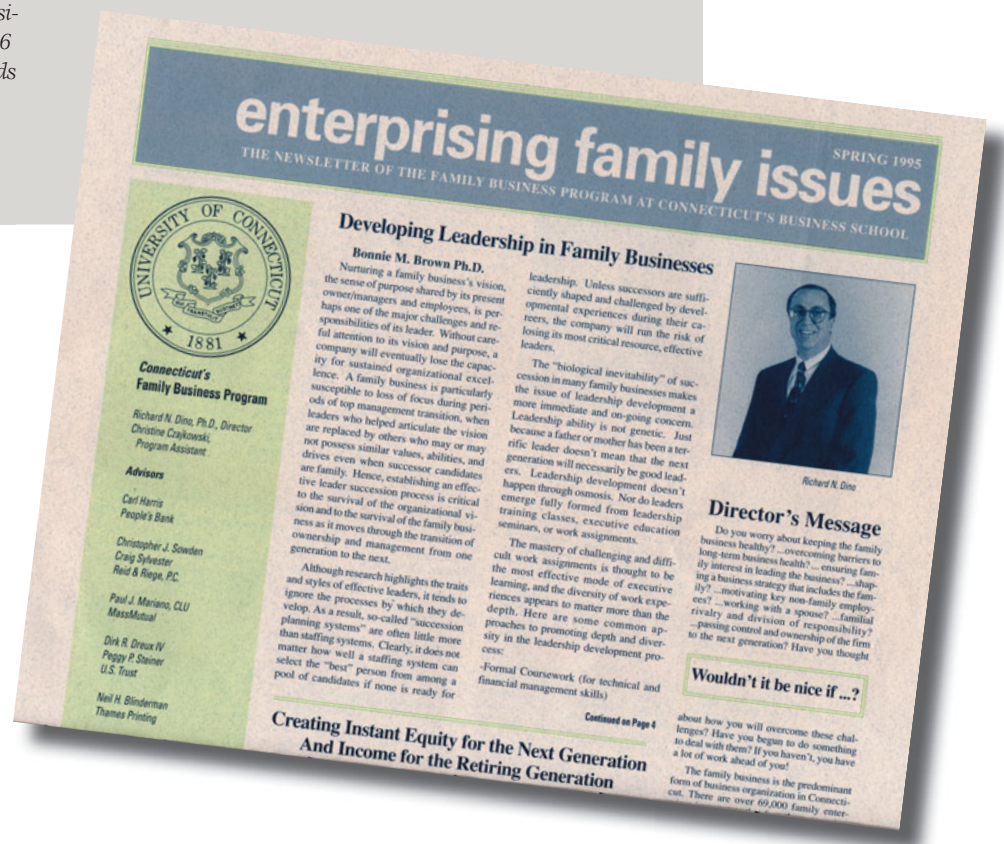 si-
6
ds
enterprising family issues
SPRING 1995
THE NEWSLETTER OF THE FAMILY BUSINESS PROGRAM AT CONNECTICUT'S BUSINESS SCHOOL
UNIVERSITY OF CONNECTICUT
1881
Connecticut's
Family Business Program
Richard N. Dino, Ph.D., Director
Christine Czajkowski,
Program Assistant
Advisors
Carl Harris
People's Bank
Christopher J. Sowden
Craig Sylvester
Reid & Riege, P.C.
Paul J. Mariano, CLU
MassMutual
Dirk R. Dreux IV
Peggy P. Steiner
U.S. Trust
Neil H. Blinderman
Thames Printing
Developing Leadership in Family Businesses
Bonnie M. Brown Ph.D.
Nurturing a family business's vision,
the sense of purpose shared by its present
owner/managers and employees, is per-
haps one of the major challenges and re-
sponsibilities of its leader. Without care-
ful attention to its vision and purpose, a
company will eventually lose the capac-
ity for sustained organizational excel-
lence. A family business is particularly
susceptible to loss of focus during peri-
ods of top management transition, when
leaders who helped articulate the vision
are replaced by others who may or may
not possess similar values, abilities, and
drives even when successor candidates
are family. Hence, establishing an effec-
tive leader succession process is critical
to the survival of the organizational vi-
sion and to the survival of the family busi-
ness as it moves through the transition of
ownership and management from one
generation to the next.
Although research highlights the traits
and styles of effective leaders, it tends to
ignore the processes by which they de-
velop. As a result, so-called "succession
planning systems" are often little more
than staffing systems. Clearly, it does not
matter how well a staffing system can
select the "best" person from among a
pool of candidates if none is ready for
leadership. Unless successors are suffi-
ciently shaped and challenged by devel-
opmental experiences during their ca-
reers, the company will run the risk of
losing its most critical resource, effective
leaders.
The "biological inevitability" of suc-
cession in many family businesses makes
the issue of leadership development a
more immediate and on-going concern.
Leadership ability is not genetic. Just
because a father or mother has been a ter-
rific leader doesn't mean that the next
generation will necessarily be good lead-
ers. Leadership development doesn't
happen through osmosis. Nor do leaders
emerge fully formed from leadership
training classes, executive education
seminars, or work assignments.
The mastery of challenging and diffi-
cult work assignments is thought to be
the most effective mode of executive
learning, and the diversity of work expe-
riences appears to matter more than the
depth. Here are some common ap-
proaches to promoting depth and diver-
sity in the leadership development pro-
cess:
-Formal Coursework (for technical and
financial management skills)
Continued on Page 4
Creating Instant Equity for the Next Generation
And Income for the Retiring Generation
Richard N. Dino
Director's Message
Do you worry about keeping the family
business healthy? ...overcoming barriers to
long-term business health? ... ensuring fam-
ily interest in leading the business? ...shap-
ing a business strategy that includes the fam-
ily? ...motivating key non-family employ-
ees? ...working with a spouse? ...familial
rivalry and division of responsibility?
...passing control and ownership of the firm
to the next generation? Have you thought
Wouldn't it be nice if ...?
about how you will overcome these chal-
lenges? Have you begun to do something
to deal with them? If you haven't, you have
a lot of work ahead of you!
The family business is the predominant
form of business organization in Connecti-
cut. There are over 69,000 family enter-